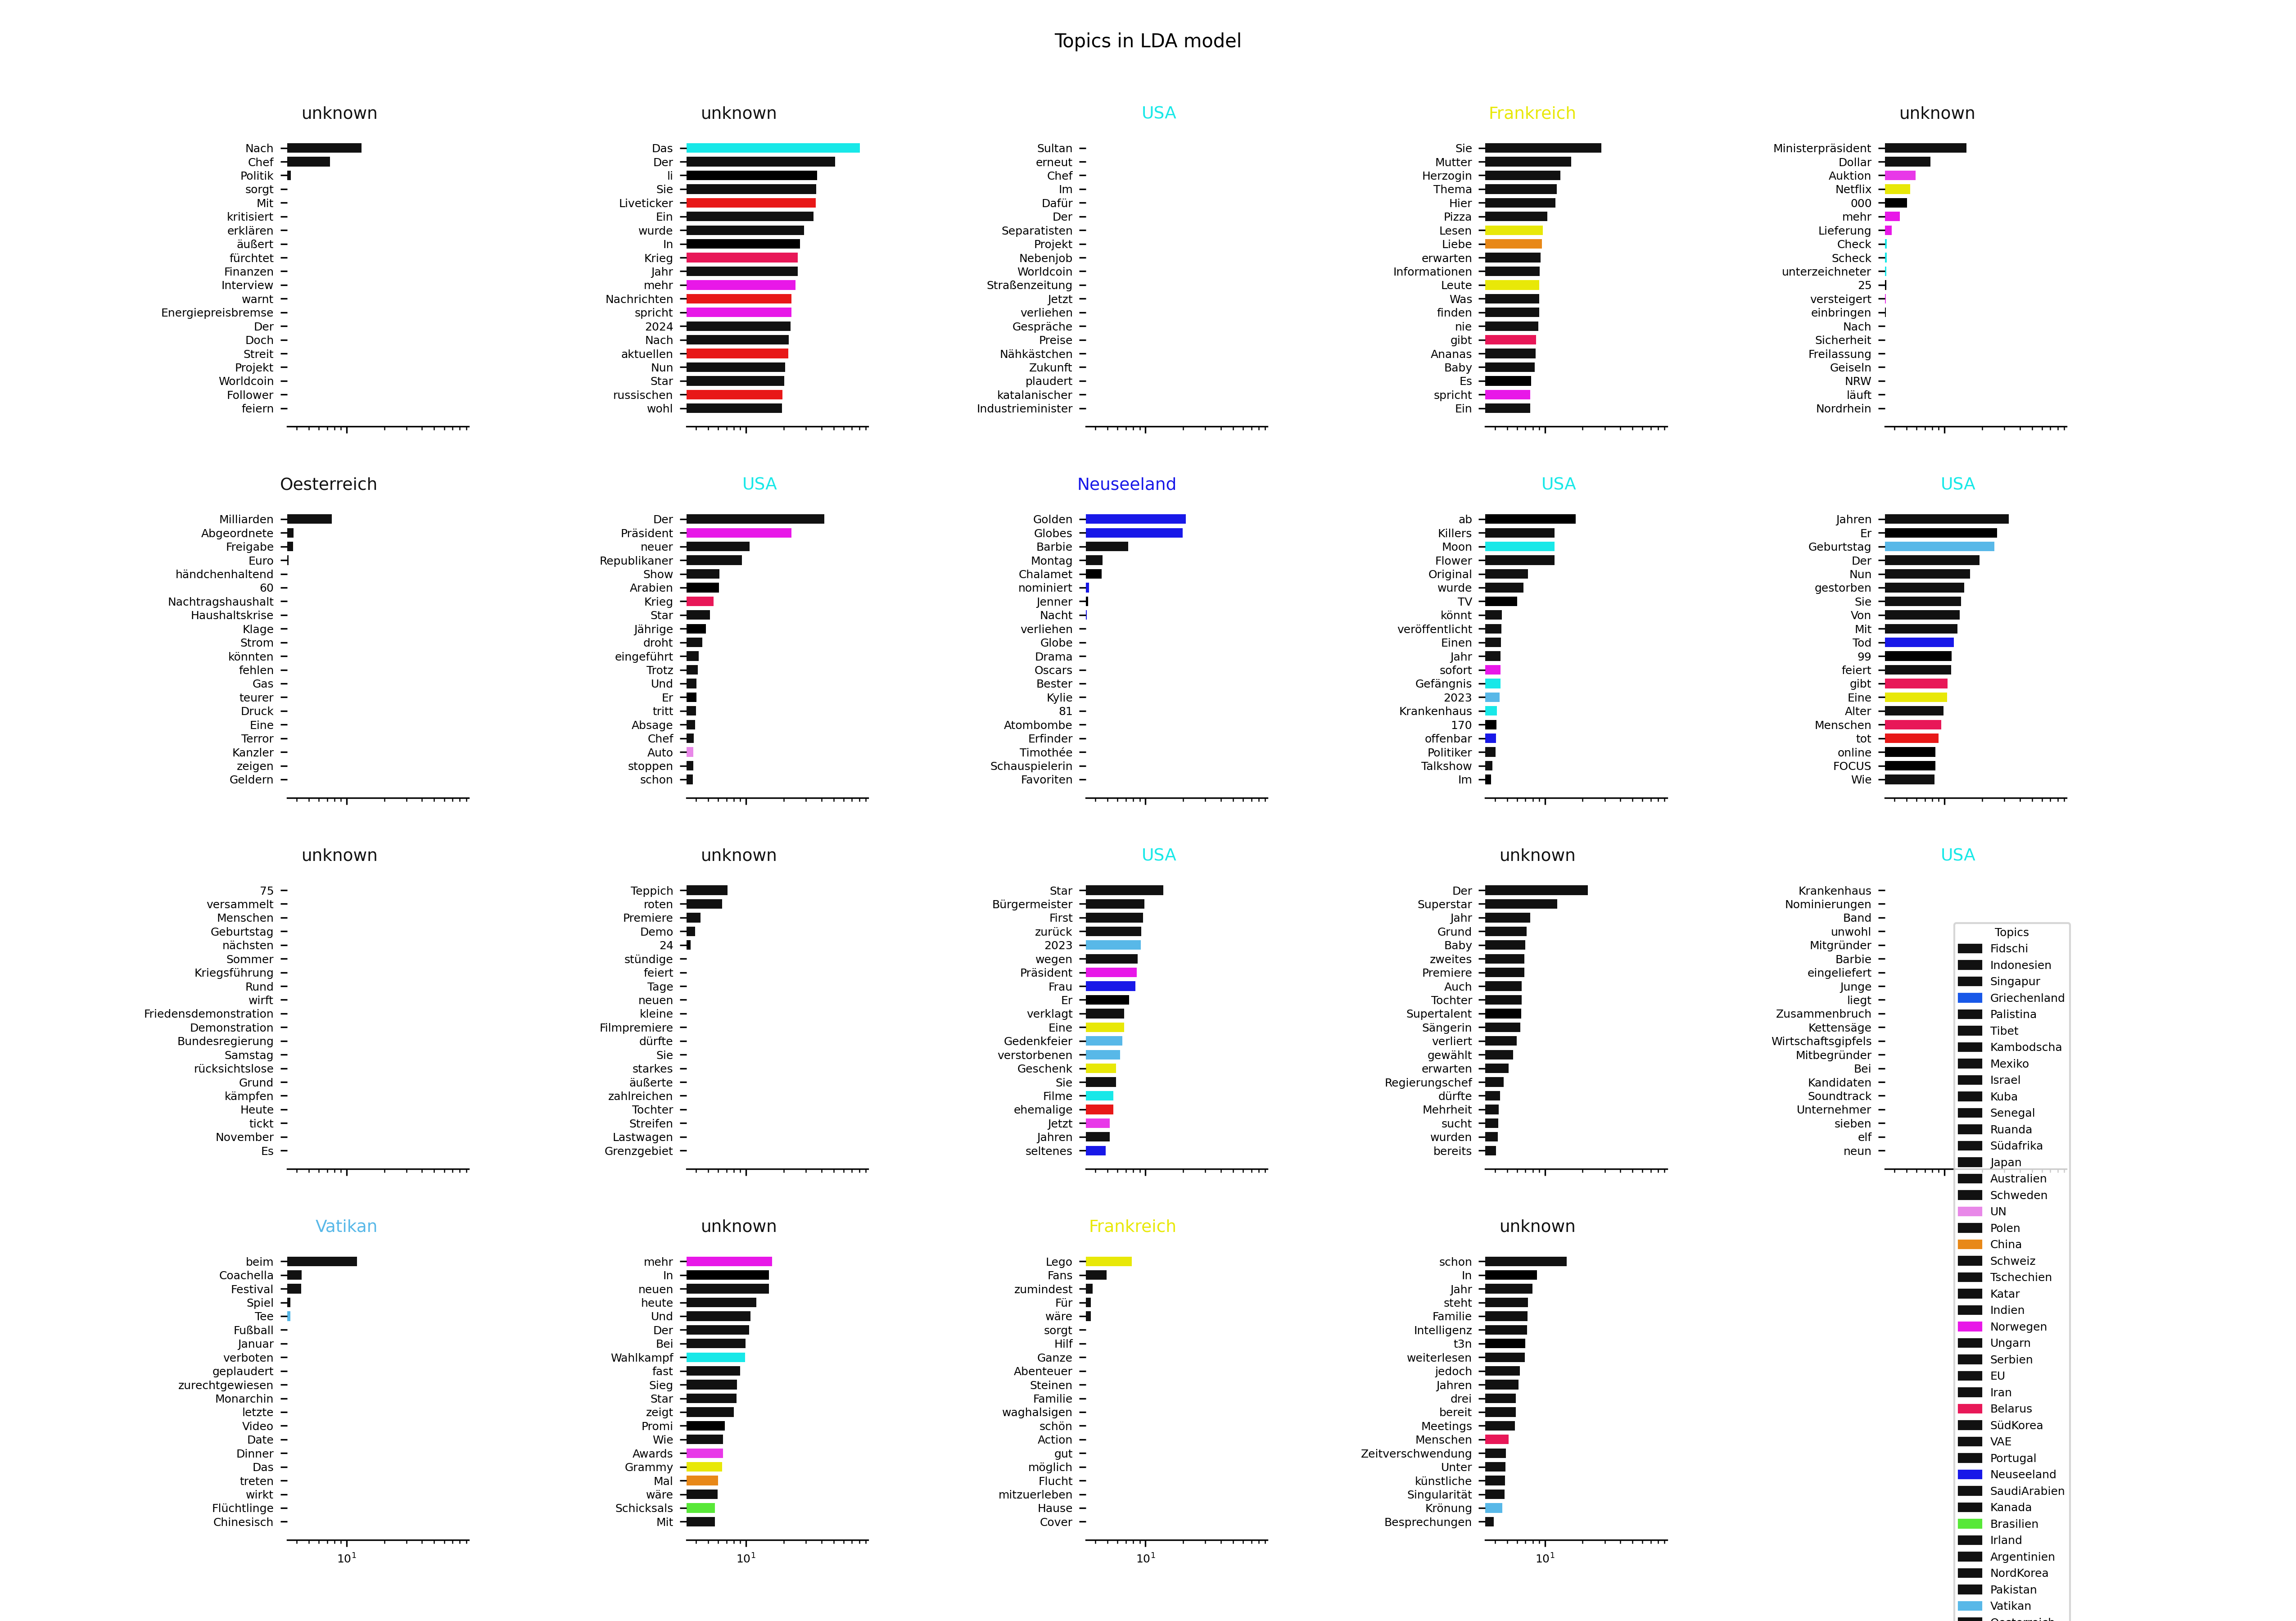 Topics in LDA model
unknown
Nach
Chef
Politik
sorgt
Mit
kritisiert
erklären
äußert
fürchtet
Finanzen
Interview
warnt
Energiepreisbremse
Der
Doch
Streit
Projekt
Worldcoin
Follower
feiern
unknown
Das
Der
li
Sie
Liveticker
Ein
wurde
In
Krieg
Jahr
mehr
Nachrichten
spricht
2024
Nach
aktuellen
Nun
Star
russischen
wohl
USA
Sultan
erneut
Chef
Im
Dafür
Der
Separatisten
Projekt
Nebenjob
Worldcoin
Straßenzeitung
Jetzt
verliehen
Gespräche
Preise
Nähkästchen
Zukunft
plaudert
katalanischer
Industrieminister
Frankreich
Sie
Mutter
Herzogin
Thema
Hier
Pizza
Lesen
Liebe
erwarten
Informationen
Leute
Was
finden
nie
gibt
Ananas
Baby
Es
spricht
Ein
unknown
Ministerpräsident
Dollar
Auktion
Netflix
000
mehr
Lieferung
Check
Scheck
unterzeichneter
25
versteigert
einbringen
Nach
Sicherheit
Freilassung
Geiseln
NRW
läuft
Nordrhein
Oesterreich
Milliarden
Abgeordnete
Freigabe
Euro
händchenhaltend
60
Nachtragshaushalt
Haushaltskrise
Klage
Strom
könnten
fehlen
Gas
teurer
Druck
Eine
Terror
Kanzler
zeigen
Geldern
USA
Der
Präsident
neuer
Republikaner
Show
Arabien
Krieg
Star
Jährige
droht
eingeführt
Trotz
Und
Er
tritt
Absage
Chef
Auto
stoppen
schon
Neuseeland
Golden
Globes
Barbie
Montag
Chalamet
nominiert
Jenner
Nacht
verliehen
Globe
Drama
Oscars
Bester
Kylie
81
Atombombe
Erfinder
Timothée
Schauspielerin
Favoriten
USA
ab
Killers
Moon
Flower
Original
wurde
TV
könnt
veröffentlicht
Einen
Jahr
sofort
Gefängnis
2023
Krankenhaus
170
offenbar
Politiker
Talkshow
Im
USA
Jahren
Er
Geburtstag
Der
Nun
gestorben
Sie
Von
Mit
Tod
99
feiert
gibt
Eine
Alter
Menschen
tot
online
FOCUS
Wie
unknown
75
versammelt
Menschen
Geburtstag
nächsten
Sommer
Kriegsführung
Rund
wirft
Friedensdemonstration
Demonstration
Bundesregierung
Samstag
rücksichtslose
Grund
kämpfen
Heute
tickt
November
Es
unknown
Teppich
roten
Premiere
Demo
24
stündige
feiert
Tage
neuen
kleine
Filmpremiere
dürfte
Sie
starkes
äußerte
zahlreichen
Tochter
Streifen
Lastwagen
Grenzgebiet
USA
Star
Bürgermeister
First
zurück
2023
wegen
Präsident
Frau
Er
verklagt
Eine
Gedenkfeier
verstorbenen
Geschenk
Sie
Filme
ehemalige
Jetzt
Jahren
seltenes
unknown
Der
Superstar
Jahr
Grund
Baby
zweites
Premiere
Auch
Tochter
Supertalent
Sängerin
verliert
gewählt
erwarten
Regierungschef
dürfte
Mehrheit
sucht
wurden
bereits
USA
Krankenhaus
Nominierungen
Band
unwohl
Mitgründer
Barbie
eingeliefert
Junge
liegt
Zusammenbruch
Kettensäge
Wirtschaftsgipfels
Mitbegründer
Bei
Kandidaten
Soundtrack
Unternehmer
sieben
elf
neun
Vatikan
beim
Coachella
Festival
Spiel
Tee
Fußball
Januar
verboten
geplaudert
zurechtgewiesen
Monarchin
letzte
Video
Date
Dinner
Das
treten
wirkt
Flüchtlinge
Chinesisch
10¹
unknown
mehr
In
neuen
heute
Und
Der
Bei
Wahlkampf
fast
Sieg
Star
zeigt
Promi
Wie
Awards
Grammy
Mal
wäre
Schicksals
Mit
10¹
Frankreich
Lego
Fans
zumindest
Für
wäre
sorgt
Hilf
Ganze
Abenteuer
Steinen
Familie
waghalsigen
schön
Action
gut
möglich
Flucht
mitzuerleben
Hause
Cover
10¹
unknown
schon
In
Jahr
steht
Familie
Intelligenz
t3n
weiterlesen
jedoch
Jahren
drei
bereit
Meetings
Menschen
Zeitverschwendung
Unter
künstliche
Singularität
Krönung
Besprechungen
10¹
Topics
Fidschi
Indonesien
Singapur
Griechenland
Palistina
Tibet
Kambodscha
Mexiko
Israel
Kuba
Senegal
Ruanda
Südafrika
Japan
Australien
Schweden
UN
Polen
China
Schweiz
Tschechien
Katar
Indien
Norwegen
Ungarn
Serbien
EU
Iran
Belarus
SüdKorea
VAE
Portugal
Neuseeland
SaudiArabien
Kanada
Brasilien
Irland
Argentinien
NordKorea
Pakistan
Vatikan